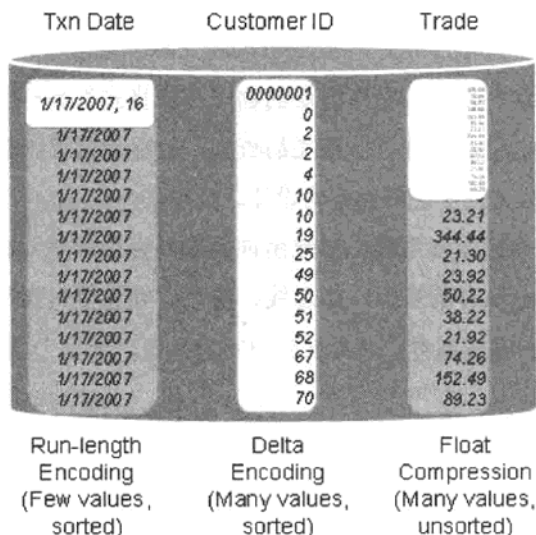 Txn Date Customer ID Trade
0000001
1/17/2007, 16
0
1/17/2007 2
1/17/2007 2
1/17/2007 4
1/17/2007 10
1/17/2007 10 23.21
1/17/2007 19 344.44
1/17/2007 25 21.30
1/17/2007 49 23.92
1/17/2007 50 50.22
1/17/2007 51 38.22
1/17/2007 52 21.92
1/17/2007 67 74.26
1/17/2007 68 152.49
1/17/2007 70 89.23
Run-length Delta Float
Encoding Encoding Compression
(Few values, (Many values, (Many values,
sorted) sorted) unsorted)